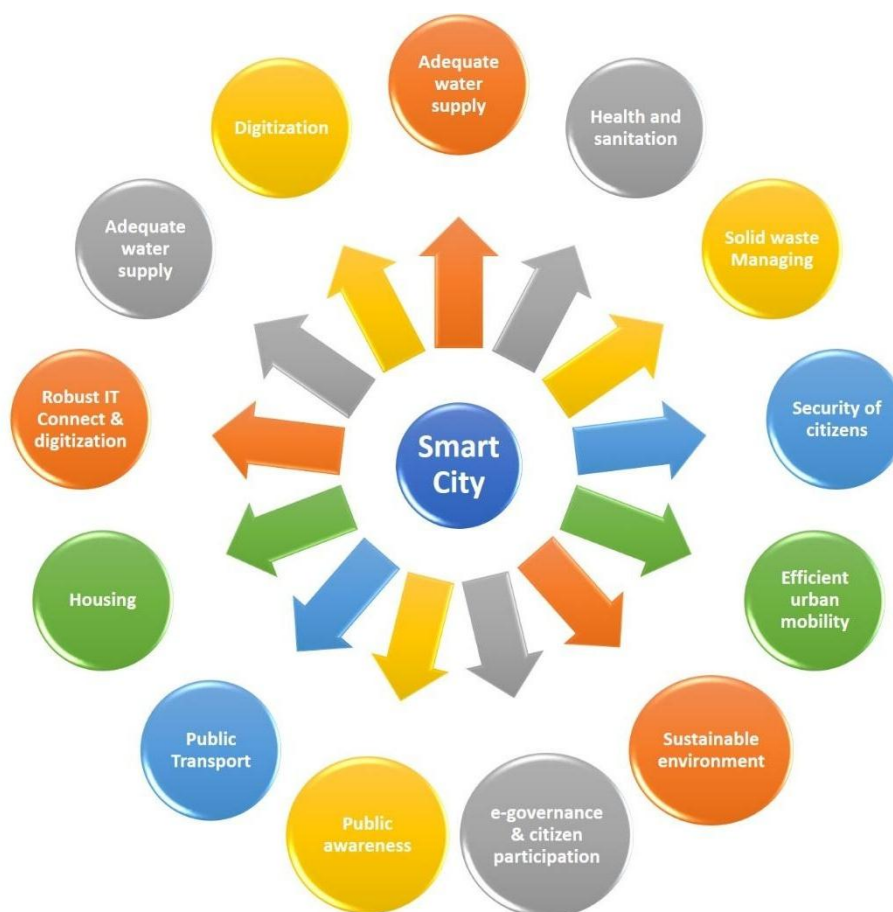 Adequate
water
supply
Health and
sanitation
Solid waste
Managing
Security of
citizens
Efficient
urban
mobility
Sustainable
environment
e-governance
& citizen
participation
Public
awareness
Public
Transport
Housing
Robust IT
Connect &
digitization
Adequate
water
supply
Digitization
Smart
City